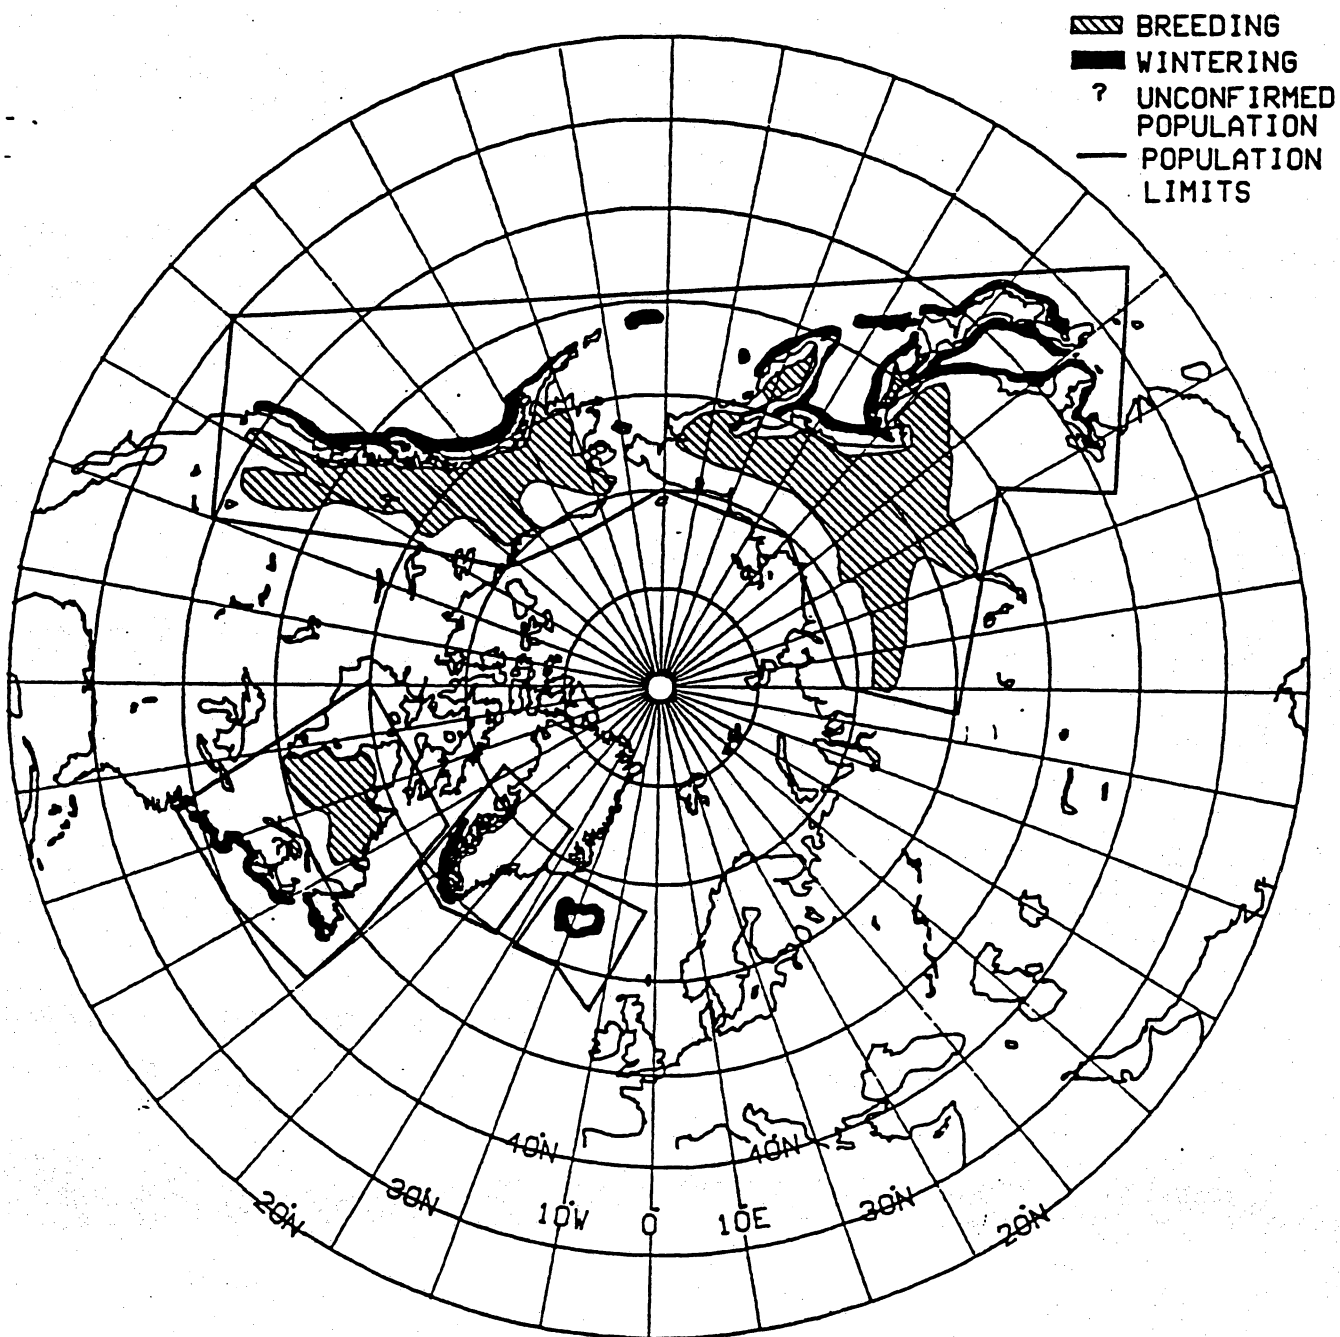 BREEDING
WINTERING
? UNCONFIRMED
POPULATION
POPULATION
LIMITS
?
40N 40N
30N 30N
20N 10W 0 10E 20N